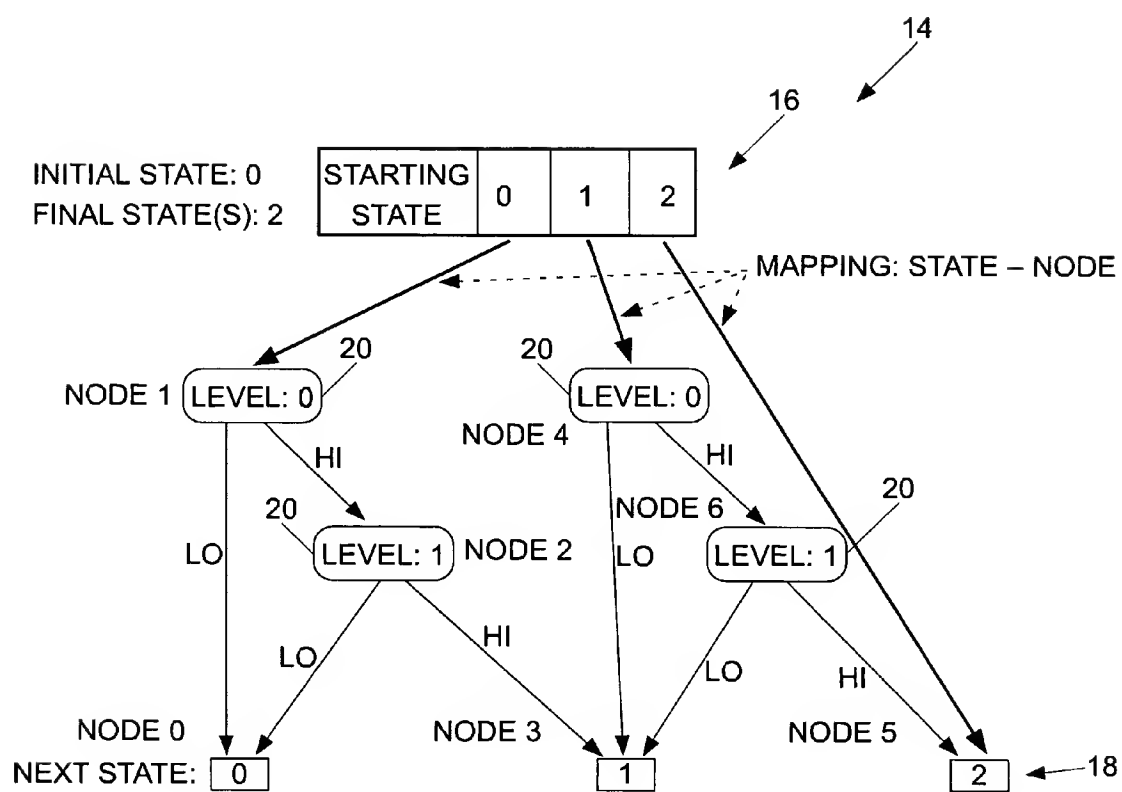 14
16
INITIAL STATE: 0
FINAL STATE(S): 2
STARTING STATE 0 1 2
MAPPING: STATE – NODE
20
20
NODE 1 LEVEL: 0
LEVEL: 0
NODE 4
HI
HI
20
NODE 6
20
LO
LEVEL: 1 NODE 2
LO
LEVEL: 1
HI
LO
LO
HI
NODE 0
NODE 3
NODE 5
NEXT STATE: 0
1
2
18